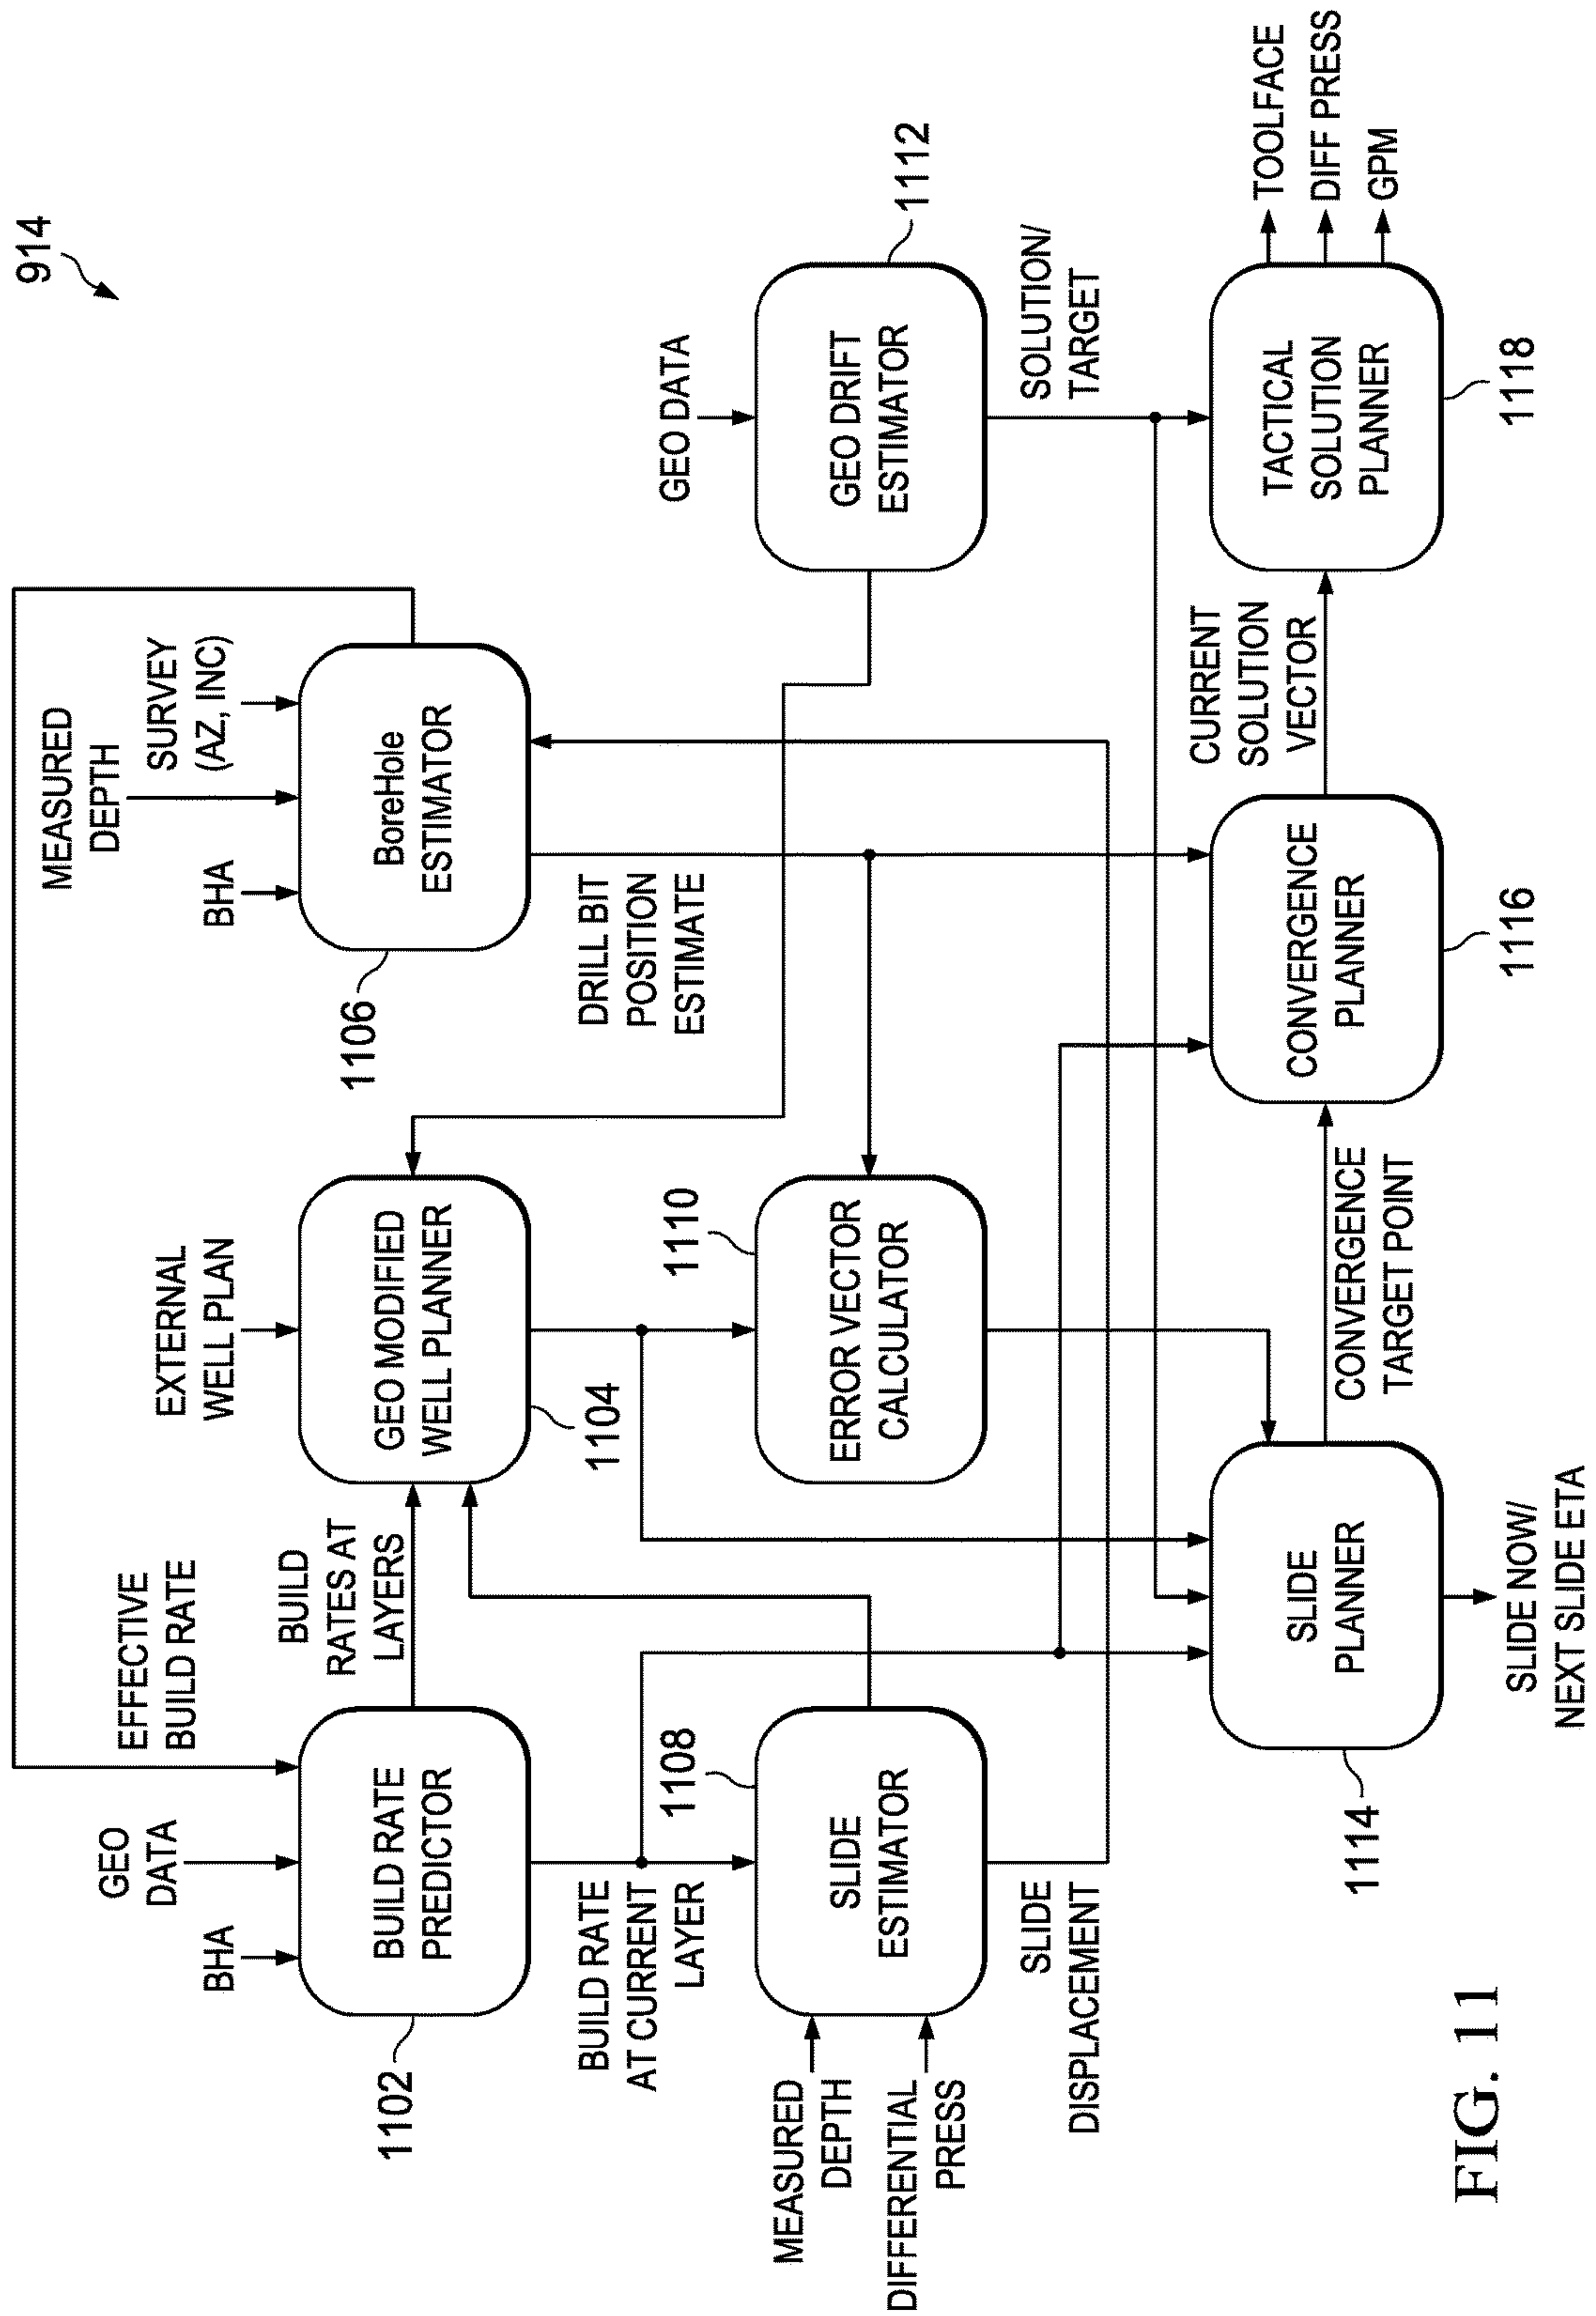 914
EFFECTIVE
BUILD RATE
GEO
DATA
BHA
BUILD RATE
PREDICTOR
1102
BUILD
RATES AT
LAYERS
EXTERNAL
WELL PLAN
GEO MODIFIED
WELL PLANNER
1104
MEASURED
DEPTH
SURVEY
(AZ, INC)
BHA
BoreHole
ESTIMATOR
1106
BUILD RATE
AT CURRENT
LAYER
1108
MEASURED
DEPTH
DIFFERENTIAL
PRESS
SLIDE
ESTIMATOR
SLIDE
DISPLACEMENT
1110
ERROR VECTOR
CALCULATOR
DRILL BIT
POSITION
ESTIMATE
GEO DATA
GEO DRIFT
ESTIMATOR
1112
SOLUTION/
TARGET
SLIDE
PLANNER
1114
SLIDE NOW/
NEXT SLIDE ETA
CONVERGENCE
TARGET POINT
CONVERGENCE
PLANNER
1116
CURRENT
SOLUTION
VECTOR
TACTICAL
SOLUTION
PLANNER
1118
TOOLFACE
DIFF PRESS
GPM
FIG. 11